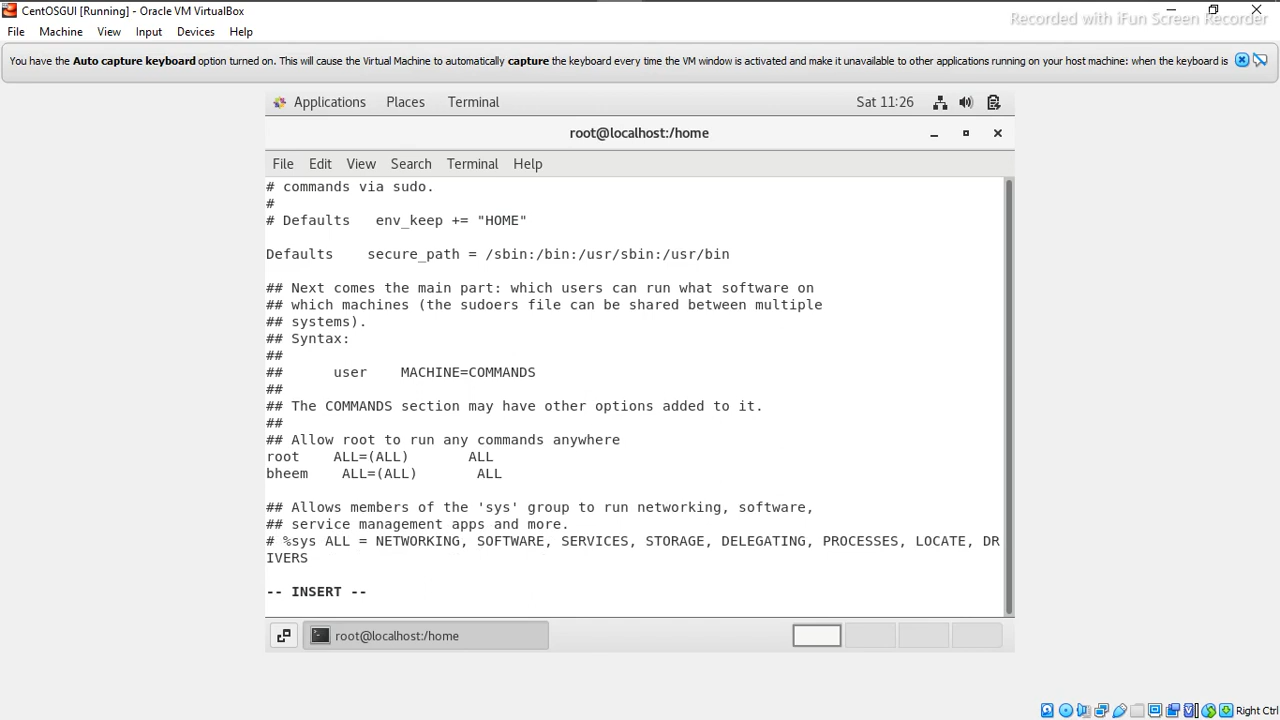 CentOSGUI [Running] - Oracle VM VirtualBox
Recorded with iFun Screen Recorder
File Machine View Input Devices Help
You have the Auto capture keyboard option turned on. This will cause the Virtual Machine to automatically capture the keyboard every time the VM window is activated and make it unavailable to other applications running on your host machine: when the keyboard is
Applications Places Terminal Sat 11:26
root@localhost:/home
File Edit View Search Terminal Help
# commands via sudo.
#
# Defaults   env_keep += "HOME"
Defaults    secure_path = /sbin:/bin:/usr/sbin:/usr/bin
## Next comes the main part: which users can run what software on
## which machines (the sudoers file can be shared between multiple
## systems).
## Syntax:
##
##      user    MACHINE=COMMANDS
##
## The COMMANDS section may have other options added to it.
##
## Allow root to run any commands anywhere
root    ALL=(ALL)       ALL
bheem    ALL=(ALL)       ALL
## Allows members of the 'sys' group to run networking, software,
## service management apps and more.
# %sys ALL = NETWORKING, SOFTWARE, SERVICES, STORAGE, DELEGATING, PROCESSES, LOCATE, DR
IVERS
-- INSERT --
root@localhost:/home
Right Ctrl